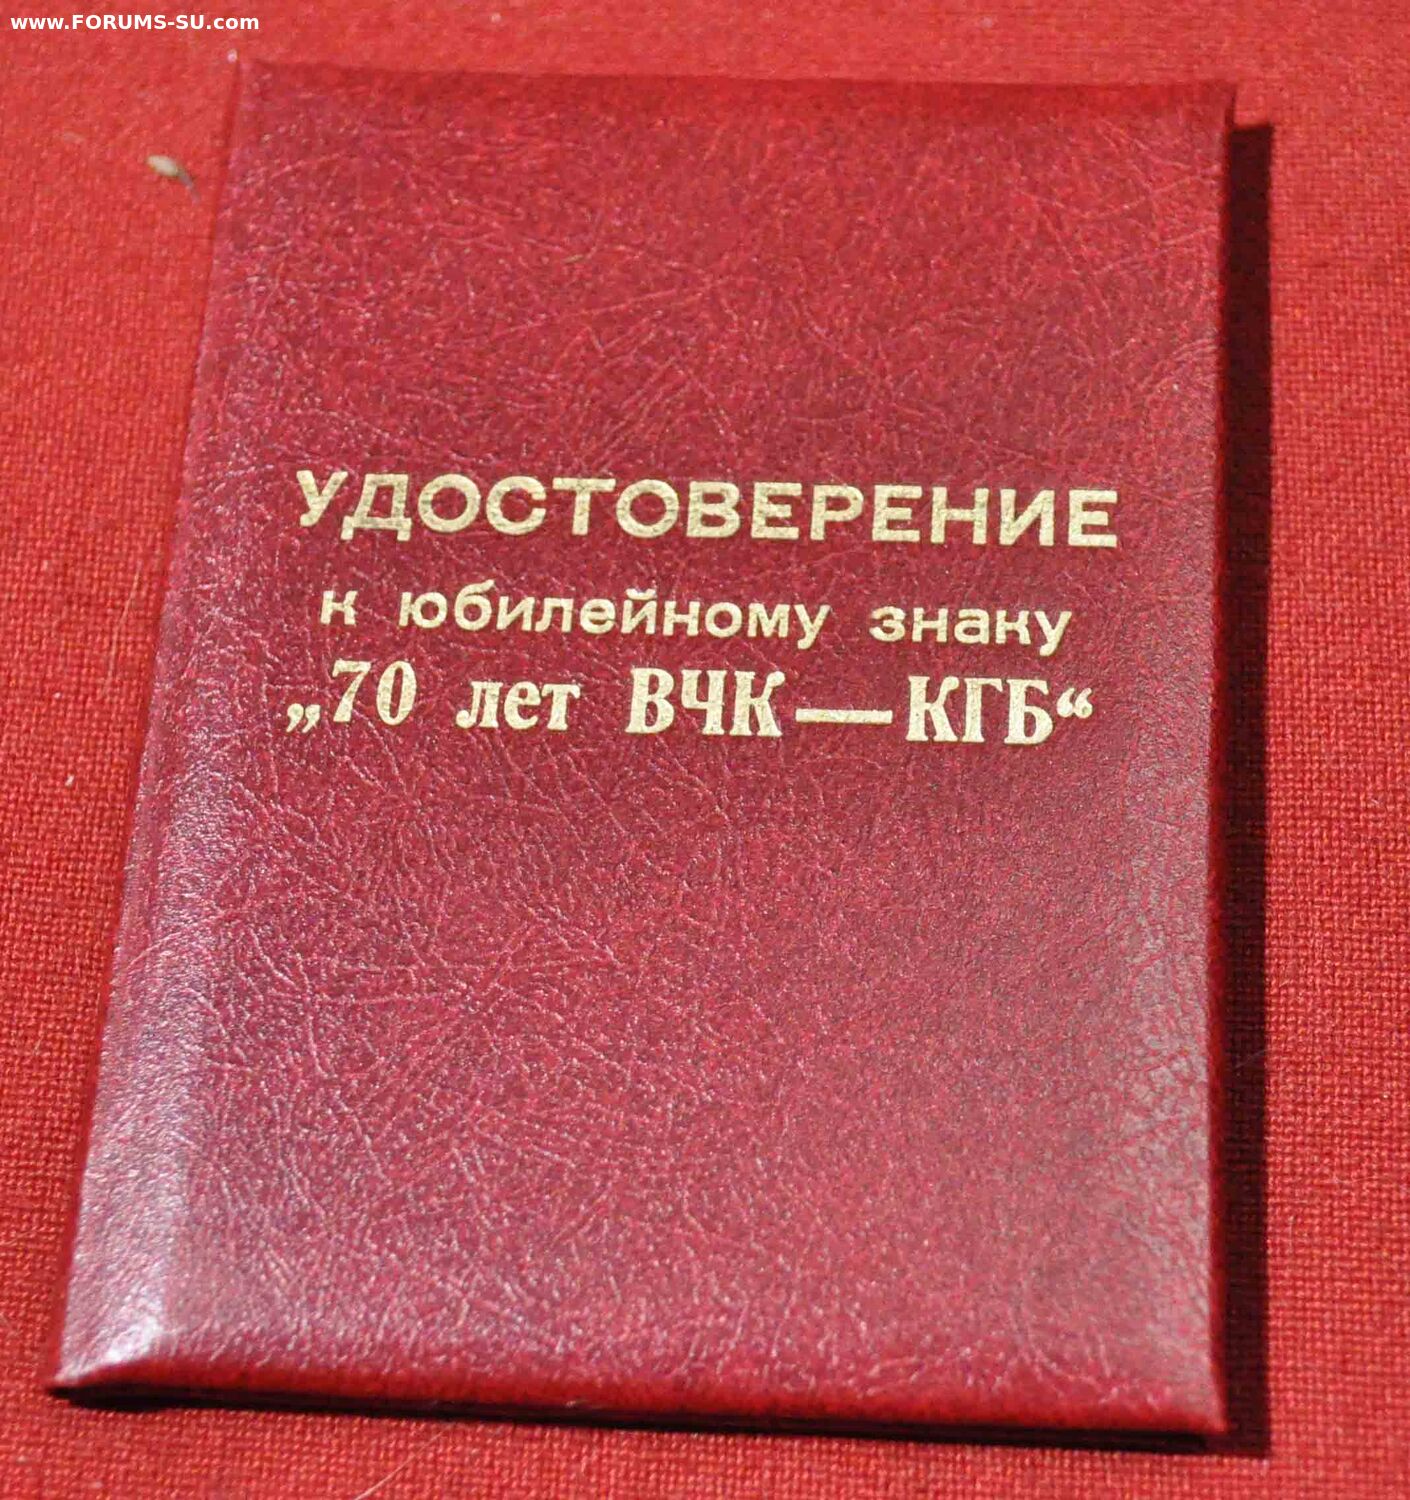 www.FORUMS-SU.com
УДОСТОВЕРЕНИЕ
к юбилейному знаку
„70 лет ВЧК—КГБ“